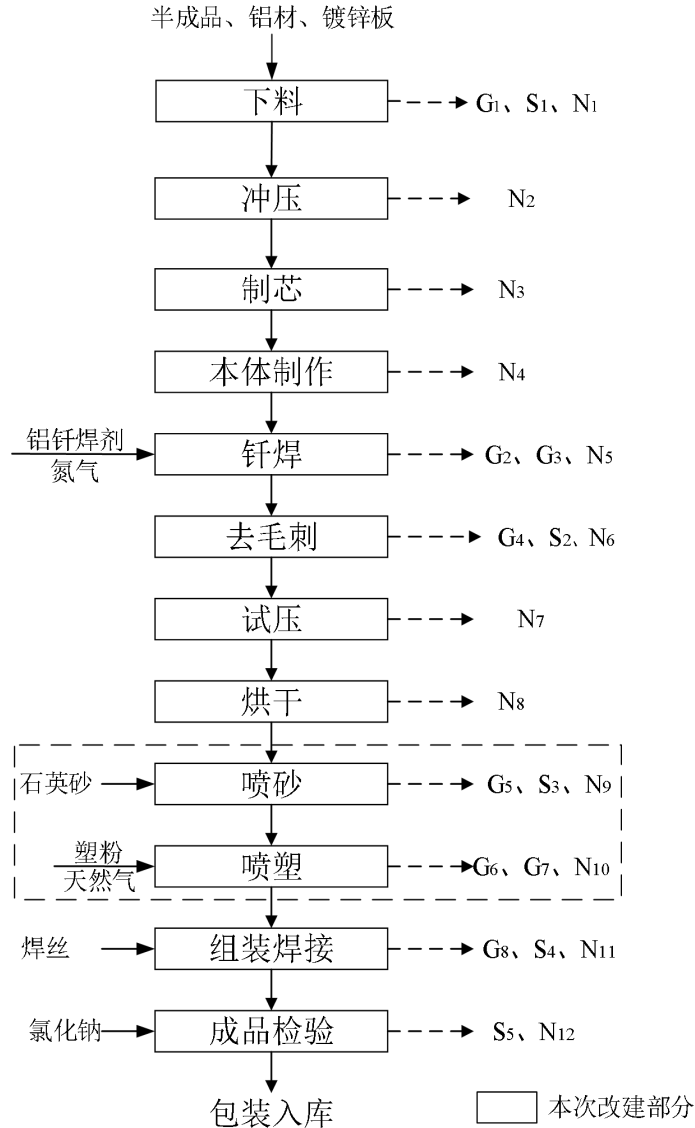 半成品、铝材、镀锌板
下料
G1、S1、N1
冲压
N2
制芯
N3
本体制作
N4
铝钎焊剂
氮气
钎焊
G2、G3、N5
去毛刺
G4、S2、N6
试压
N7
烘干
N8
石英砂
喷砂
G5、S3、N9
塑粉
天然气
喷塑
G6、G7、N10
焊丝
组装焊接
G8、S4、N11
氯化钠
成品检验
S5、N12
包装入库
本次改建部分